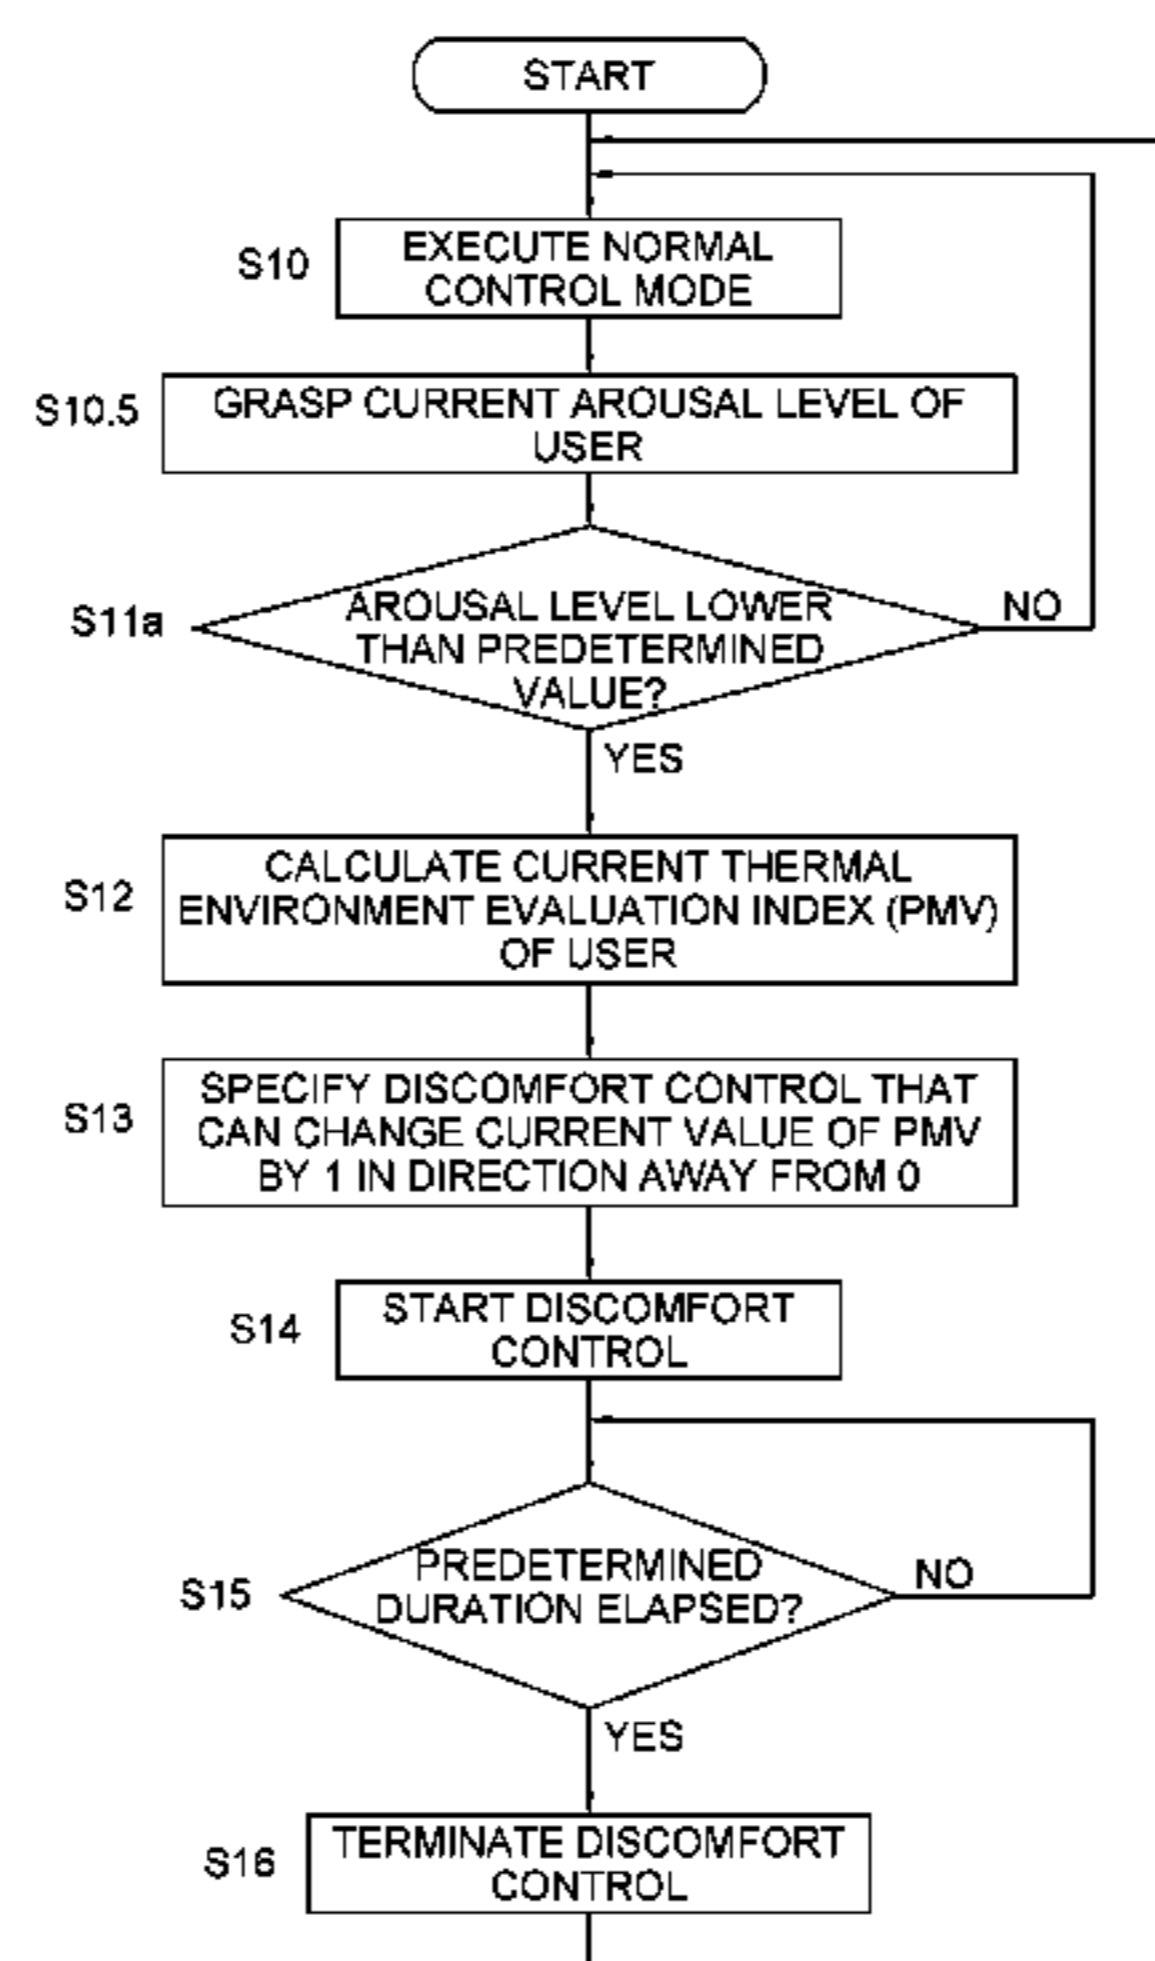 START
S10
EXECUTE NORMAL
CONTROL MODE
S10.5
GRASP CURRENT AROUSAL LEVEL OF
USER
S11a
AROUSAL LEVEL LOWER
THAN PREDETERMINED
VALUE?
NO
YES
S12
CALCULATE CURRENT THERMAL
ENVIRONMENT EVALUATION INDEX (PMV)
OF USER
S13
SPECIFY DISCOMFORT CONTROL THAT
CAN CHANGE CURRENT VALUE OF PMV
BY 1 IN DIRECTION AWAY FROM 0
S14
START DISCOMFORT
CONTROL
S15
PREDETERMINED
DURATION ELAPSED?
NO
YES
S16
TERMINATE DISCOMFORT
CONTROL